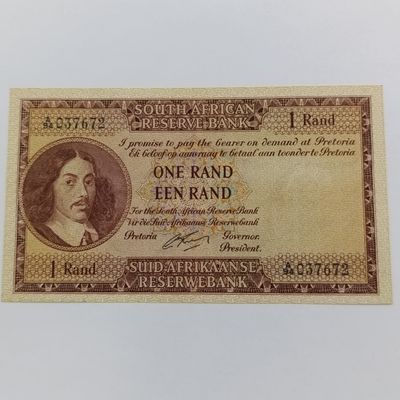 SOUTH AFRICAN
RESERVE BANK
1 Rand
A/94 037672
I promise to pay the Bearer on demand at Pretoria
Ek Beloof op aanvraag te betaal aan toonder te Pretoria
ONE RAND
EEN RAND
For the South African Reserve Bank
Vir die Suid Afrikaanse Reserwebank
Pretoria
Governor.
President.
1 Rand
A/94 037672
SUID-AFRIKAANSE
RESERWEBANK